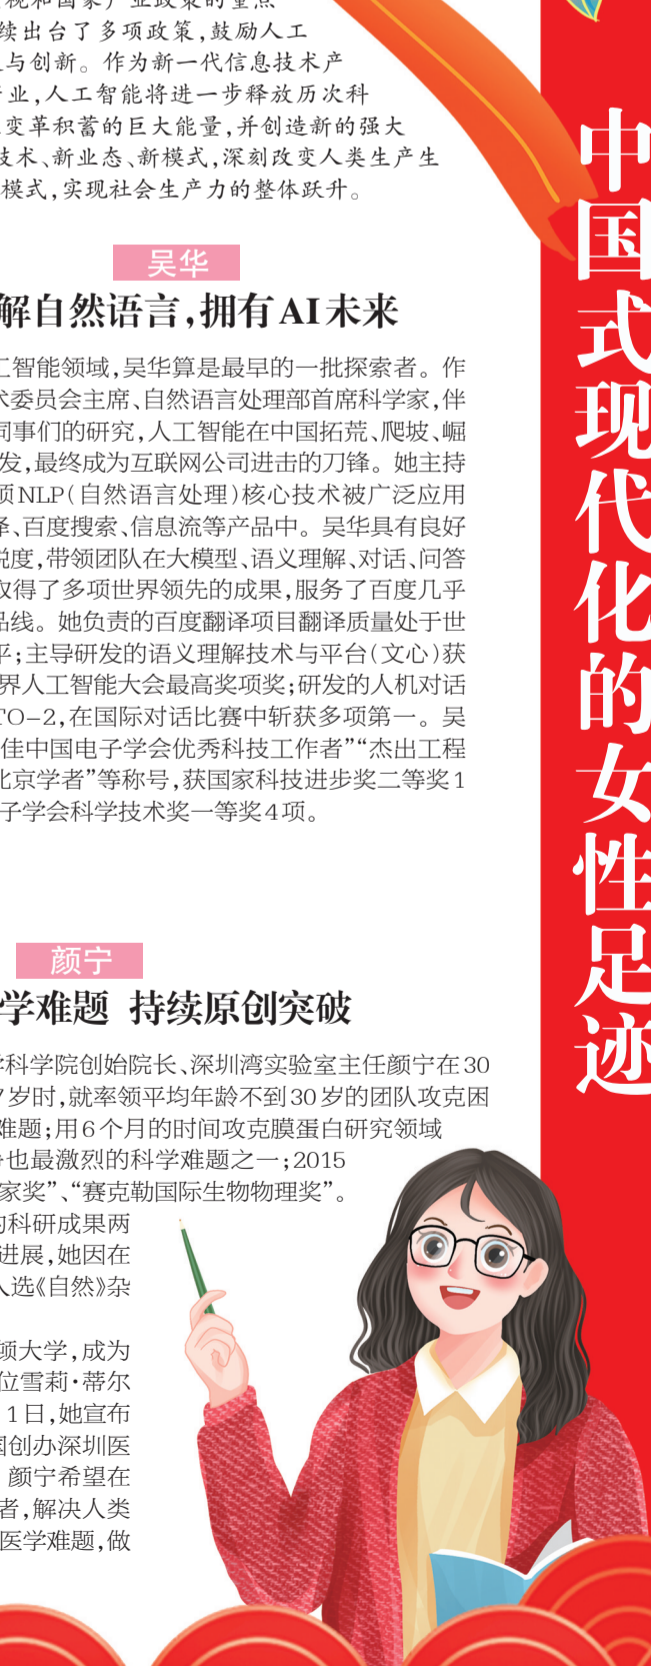 视和国家产业政策的重点
续出台了多项政策,鼓励人工
与创新。作为新一代信息技术产
业,人工智能将进一步释放历次科
变革积蓄的巨大能量,并创造新的强大
技术、新业态、新模式,深刻改变人类生产生
模式,实现社会生产力的整体跃升。
吴华
解自然语言,拥有AI未来
工智能领域,吴华算是最早的一批探索者。作
术委员会主席、自然语言处理部首席科学家,伴
同事们的研究,人工智能在中国拓荒、爬坡、崛
发,最终成为互联网公司进击的刀锋。她主持
项NLP(自然语言处理)核心技术被广泛应用
译、百度搜索、信息流等产品中。吴华具有良好
锐度,带领团队在大模型、语义理解、对话、问答
取得了多项世界领先的成果,服务了百度几乎
品线。她负责的百度翻译项目翻译质量处于世
平;主导研发的语义理解技术与平台(文心)获
界人工智能大会最高奖项奖;研发的人机对话
TO-2,在国际对话比赛中斩获多项第一。吴
佳中国电子学会优秀科技工作者”“杰出工程
北京学者”等称号,获国家科技进步奖二等奖1
子学会科学技术奖一等奖4项。
颜宁
学难题 持续原创突破
学科学院创始院长、深圳湾实验室主任颜宁在30
7岁时,就率领平均年龄不到30岁的团队攻克困
难题;用6个月的时间攻克膜蛋白研究领域
也最激烈的科学难题之一;2015
家奖”、“赛克勒国际生物物理奖”。
的科研成果两
进展,她因在
入选《自然》杂
顿大学,成为
位雪莉·蒂尔
1日,她宣布
国创办深圳医
颜宁希望在
者,解决人类
医学难题,做
中国式现代化的女性足迹